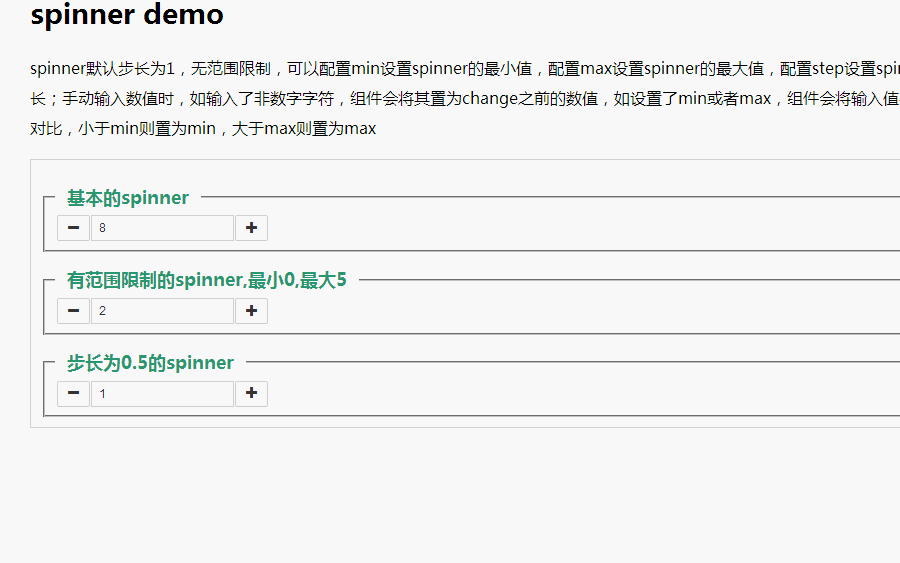 spinner demo
spinner默认步长为1，无范围限制，可以配置min设置spinner的最小值，配置max设置spinner的最大值，配置step设置spin
长；手动输入数值时，如输入了非数字字符，组件会将其置为change之前的数值，如设置了min或者max，组件会将输入值
对比，小于min则置为min，大于max则置为max
基本的spinner
8
有范围限制的spinner,最小0,最大5
2
步长为0.5的spinner
1